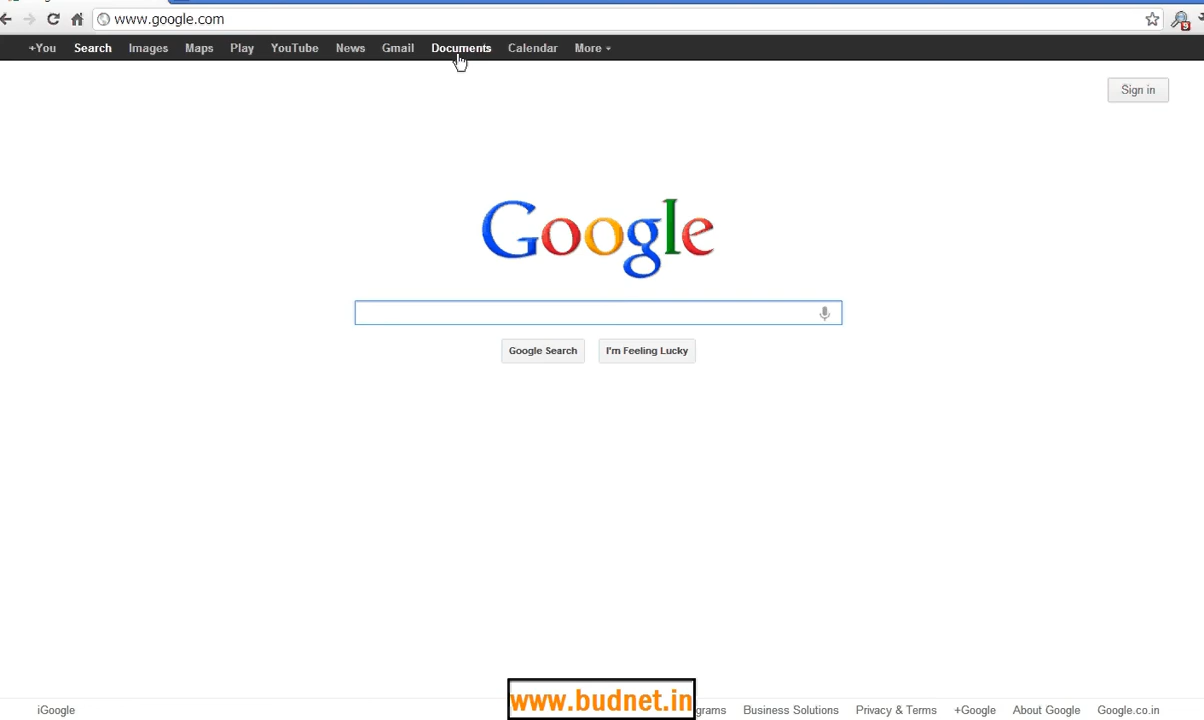 www.google.com
+You Search Images Maps Play YouTube News Gmail Documents Calendar More
Sign in
Google
Google Search I'm Feeling Lucky
iGoogle www.budnet.in Business Solutions Privacy & Terms +Google About Google Google.co.in